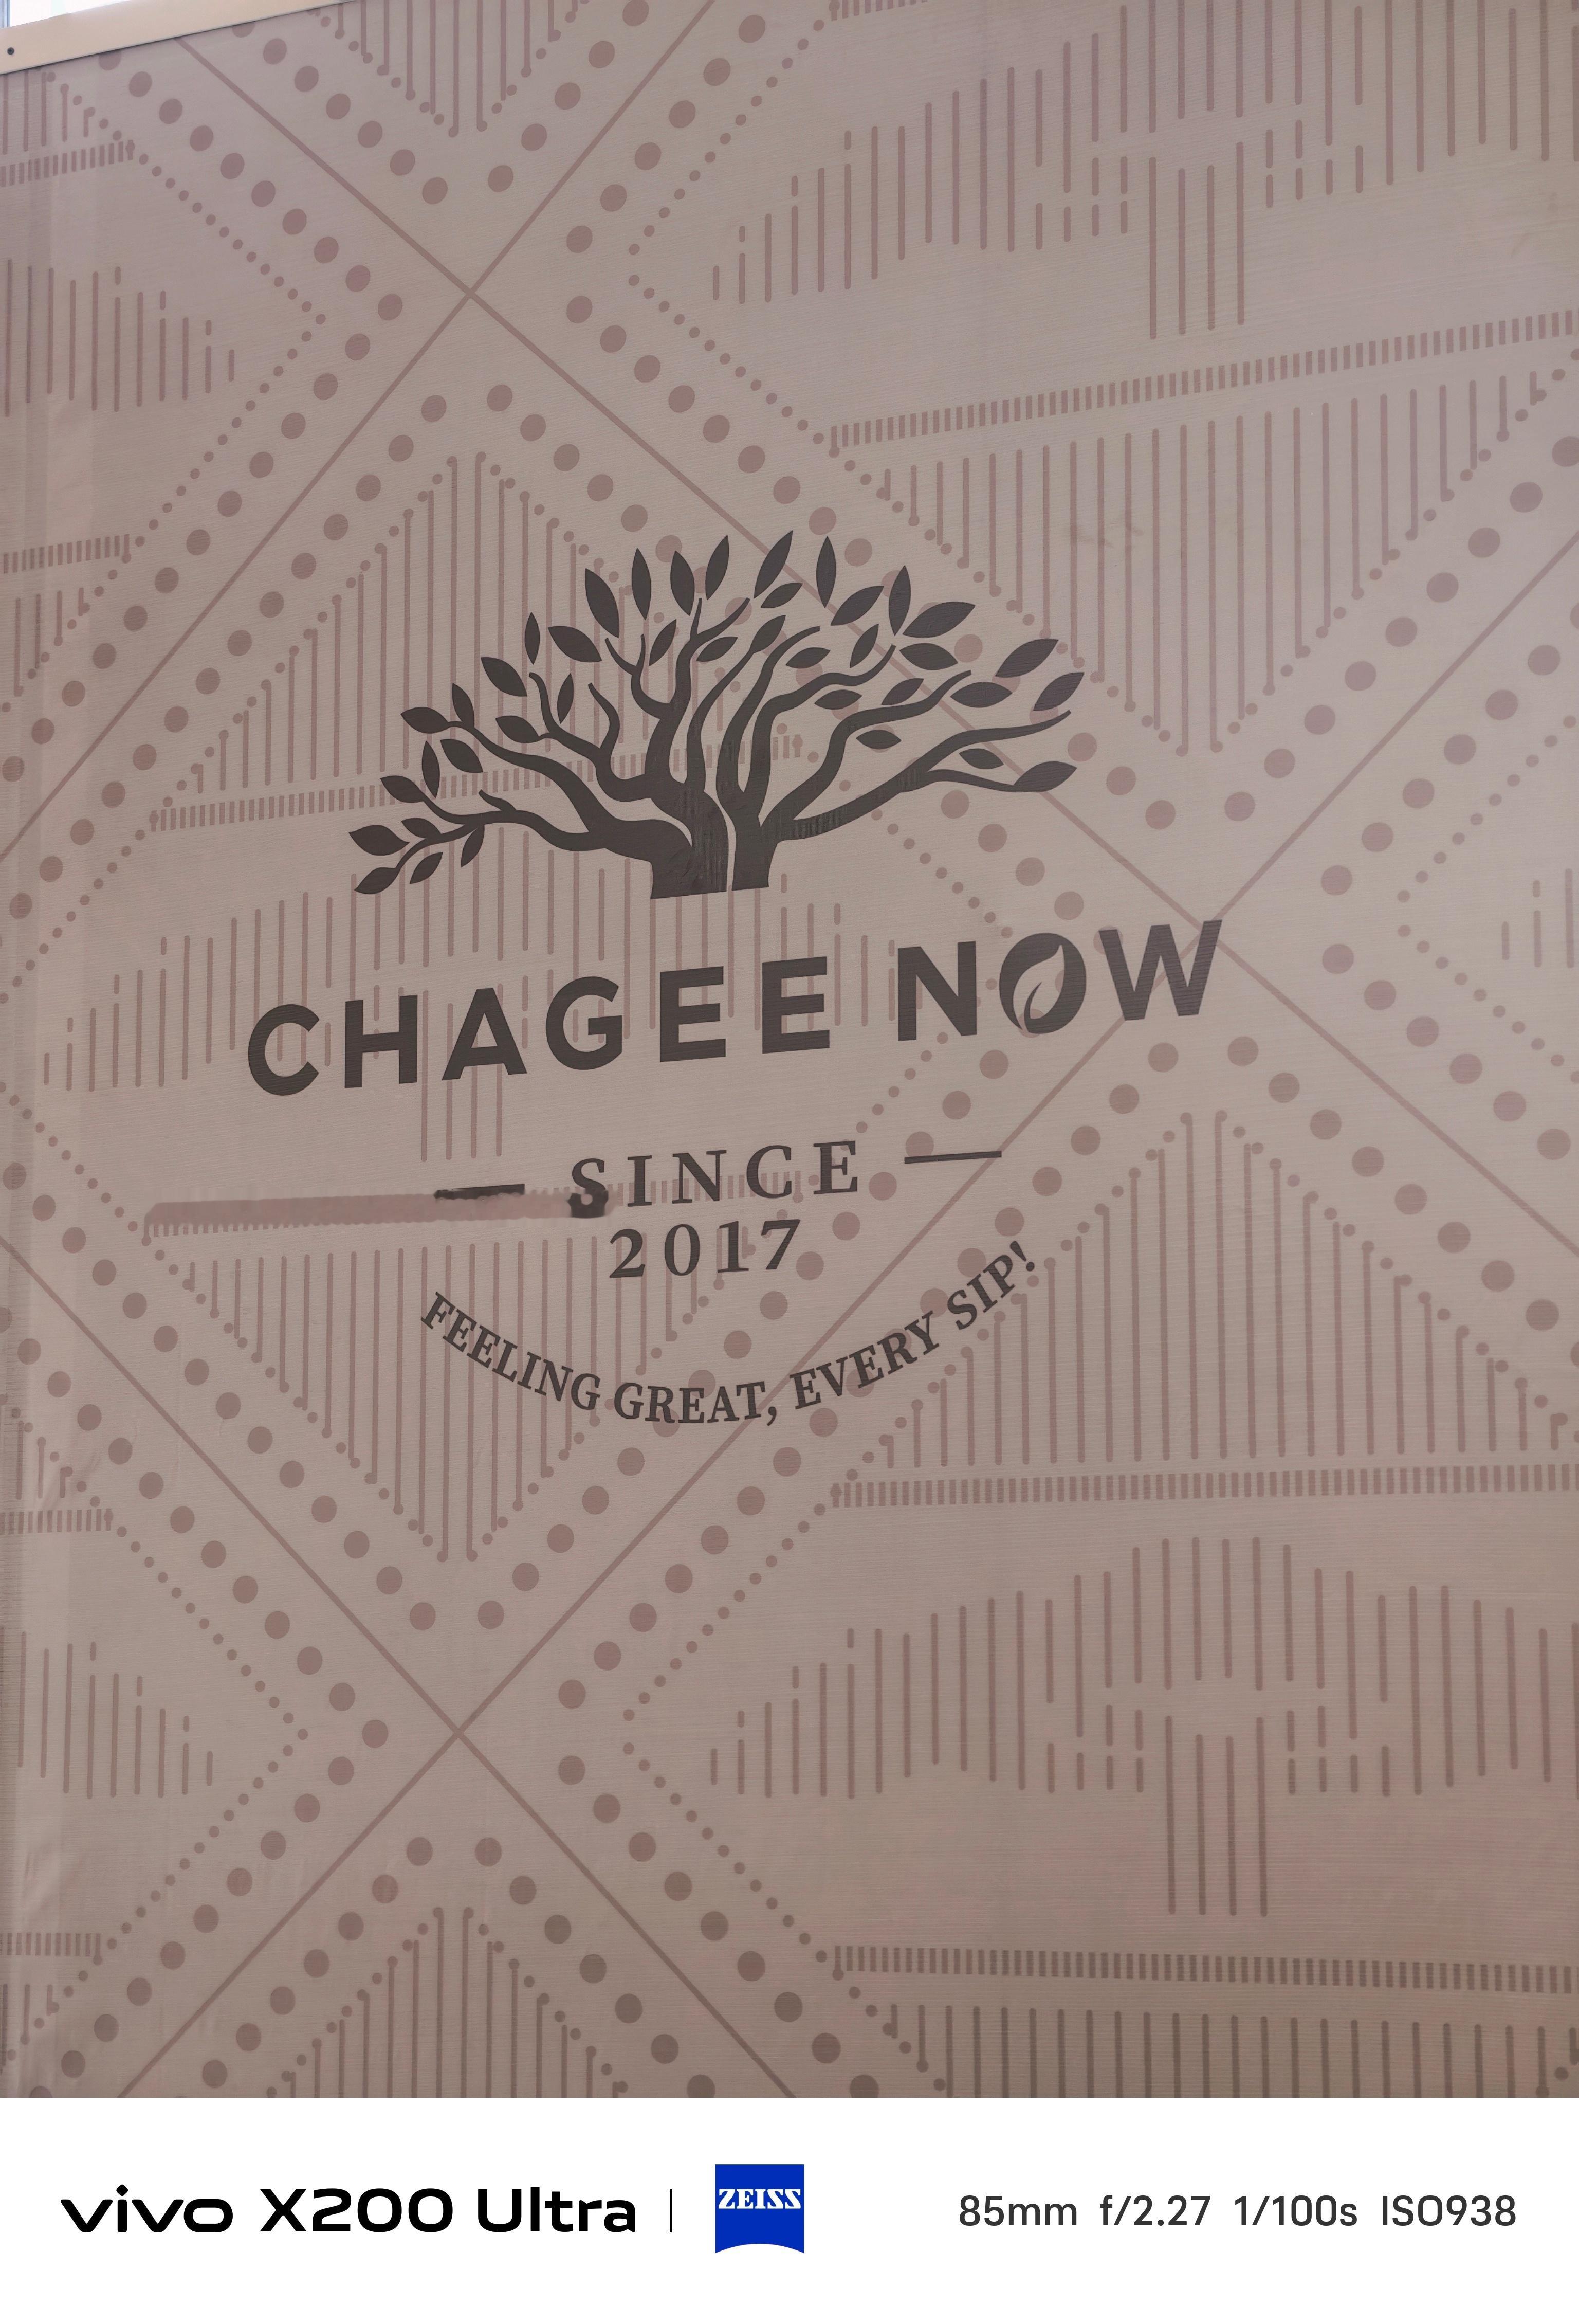 CHAGEE NOW
SINCE
2017
FEELING GREAT, EVERY SIP!
vivo X200 Ultra | ZEISS 85mm f/2.27 1/100s ISO938